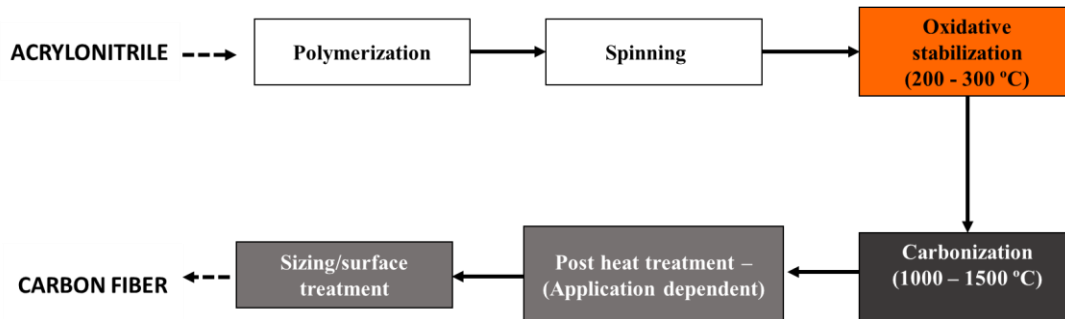 ACRYLONITRILE
Polymerization
Spinning
Oxidative
stabilization
(200 - 300 ºC)
Carbonization
(1000 – 1500 ºC)
Post heat treatment –
(Application dependent)
Sizing/surface
treatment
CARBON FIBER